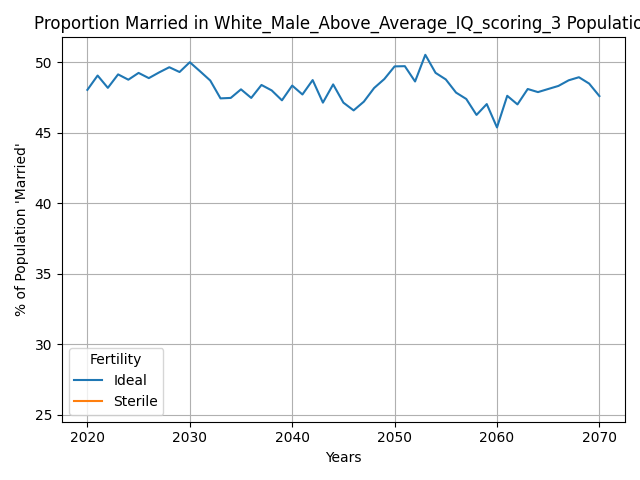 Proportion Married in White_Male_Above_Average_IQ_scoring_3 Populatio
% of Population 'Married'
50
45
40
35
30
25
Fertility
Ideal
Sterile
2020 2030 2040 2050 2060 2070
Years